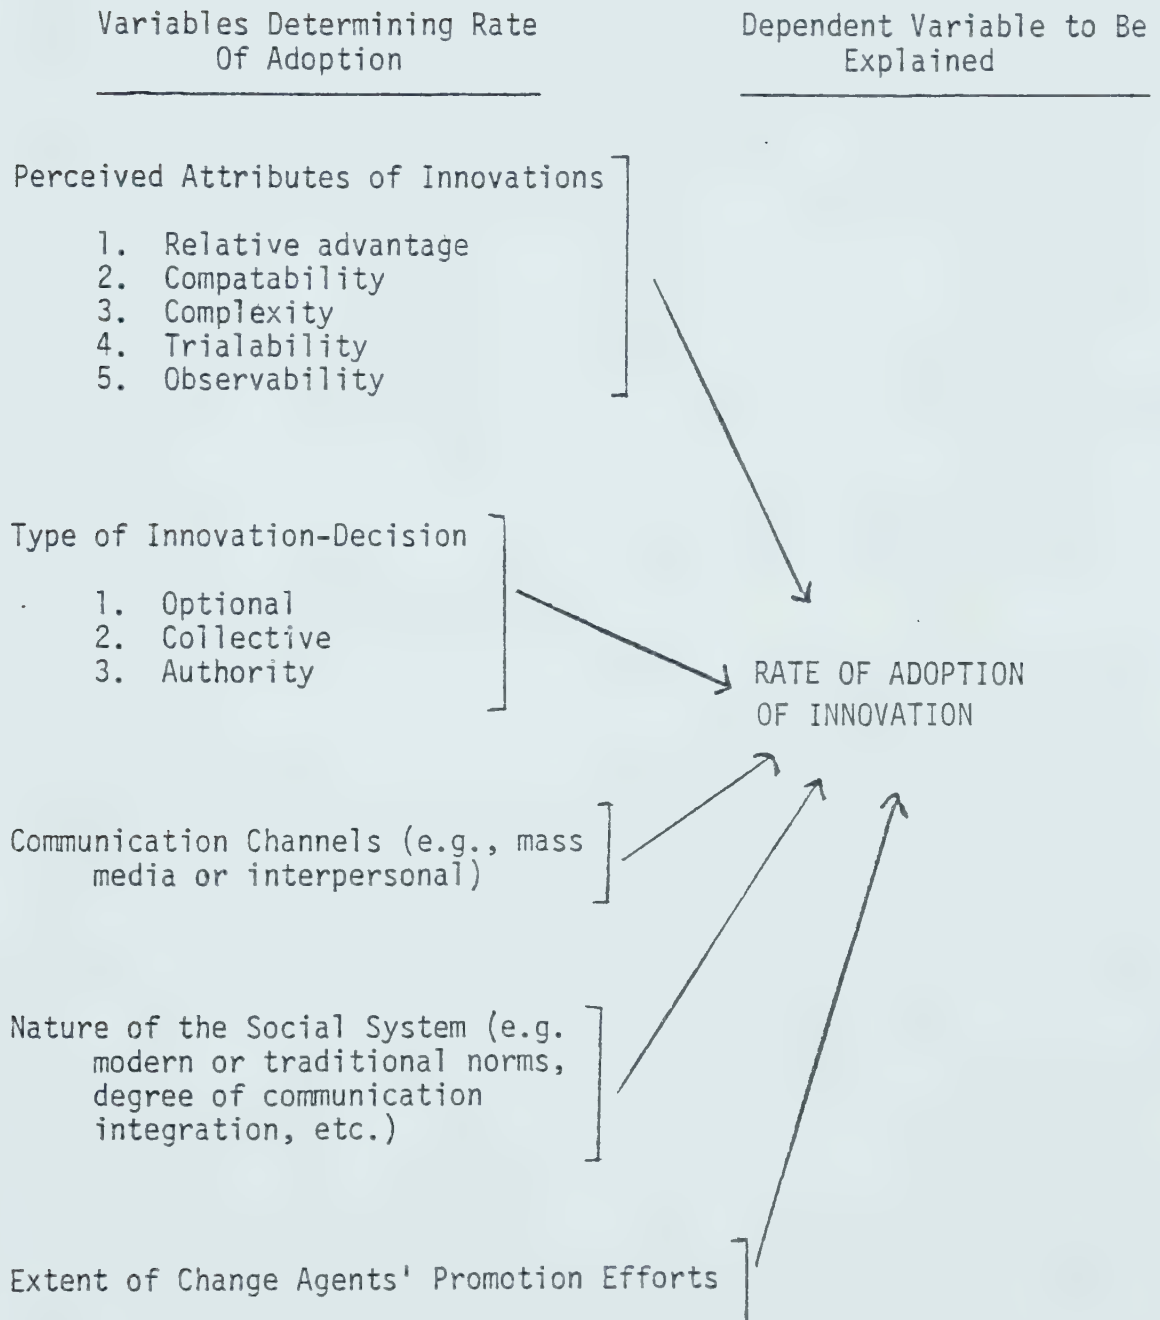 Variables Determining Rate
Of Adoption
Dependent Variable to Be
Explained
Perceived Attributes of Innovations
1. Relative advantage
2. Compatability
3. Complexity
4. Trialability
5. Observability
Type of Innovation-Decision
1. Optional
2. Collective
3. Authority
RATE OF ADOPTION
OF INNOVATION
Communication Channels (e.g., mass
media or interpersonal)
Nature of the Social System (e.g.
modern or traditional norms,
degree of communication
integration, etc.)
Extent of Change Agents' Promotion Efforts